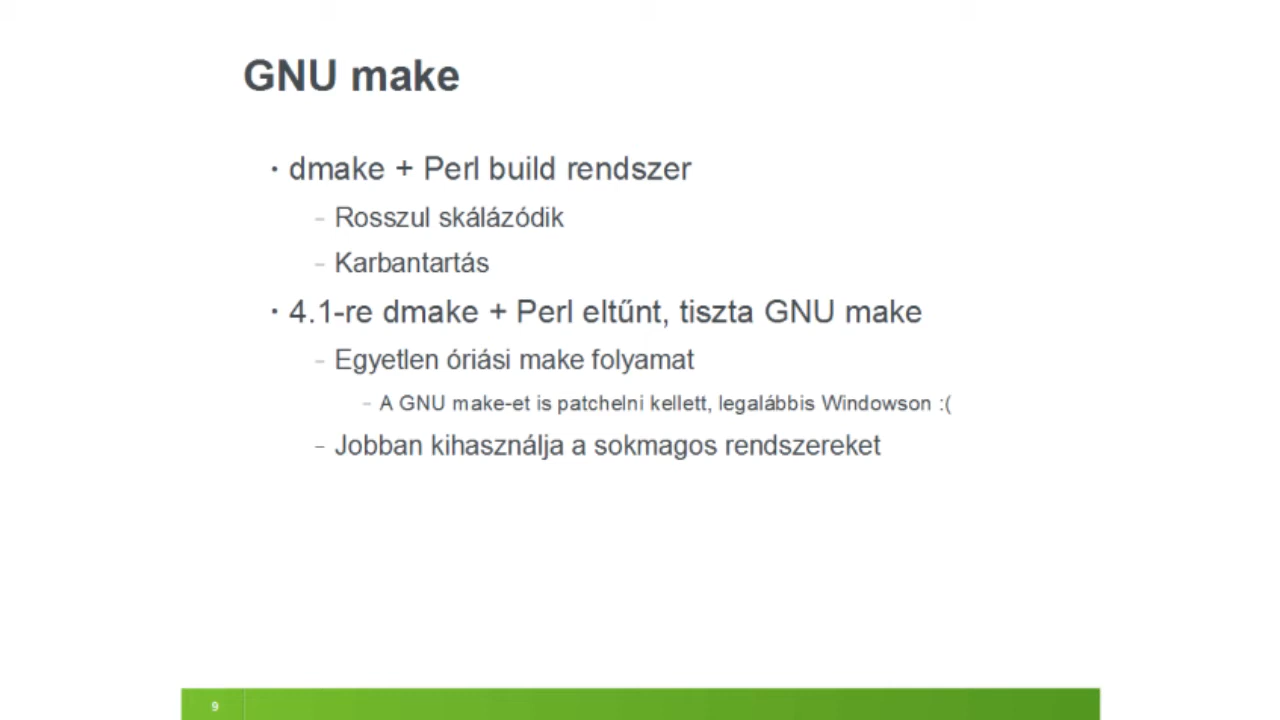 GNU make
· dmake + Perl build rendszer
– Rosszul skálázódik
– Karbantartás
· 4.1-re dmake + Perl eltűnt, tiszta GNU make
– Egyetlen óriási make folyamat
– A GNU make-et is patchelni kellett, legalábbis Windowson :(
– Jobban kihasználja a sokmagos rendszereket
9